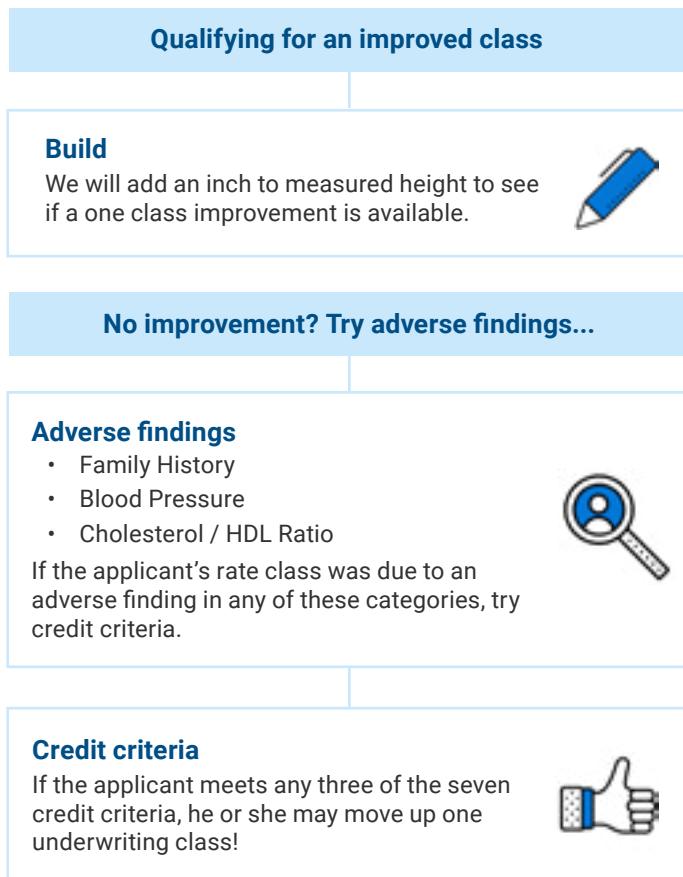 Qualifying for an improved class
Build
We will add an inch to measured height to see
if a one class improvement is available.
No improvement? Try adverse findings...
Adverse findings
• Family History
• Blood Pressure
• Cholesterol / HDL Ratio
If the applicant’s rate class was due to an
adverse finding in any of these categories, try
credit criteria.
Credit criteria
If the applicant meets any three of the seven
credit criteria, he or she may move up one
underwriting class!